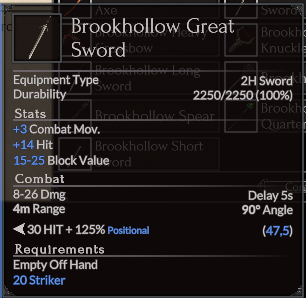 Axe
Brookhollow Great
Sword
Equipment Type 2H Sword
Durability 2250/2250 (100%)
Stats
+3 Combat Mov.
+14 Hit
15-25 Block Value
Combat
8-26 Dmg Delay 5s
4m Range 90° Angle
30 HIT + 125% Positional (47,5)
Requirements
Empty Off Hand
20 Striker